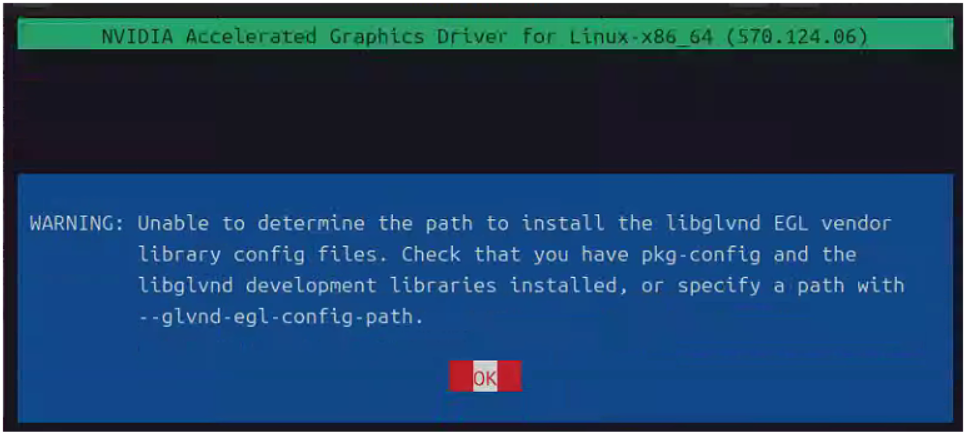 NVIDIA Accelerated Graphics Driver for Linux-x86_64 (570.124.06)
WARNING: Unable to determine the path to install the libglvnd EGL vendor
library config files. Check that you have pkg-config and the
libglvnd development libraries installed, or specify a path with
--glvnd-egl-config-path.
OK